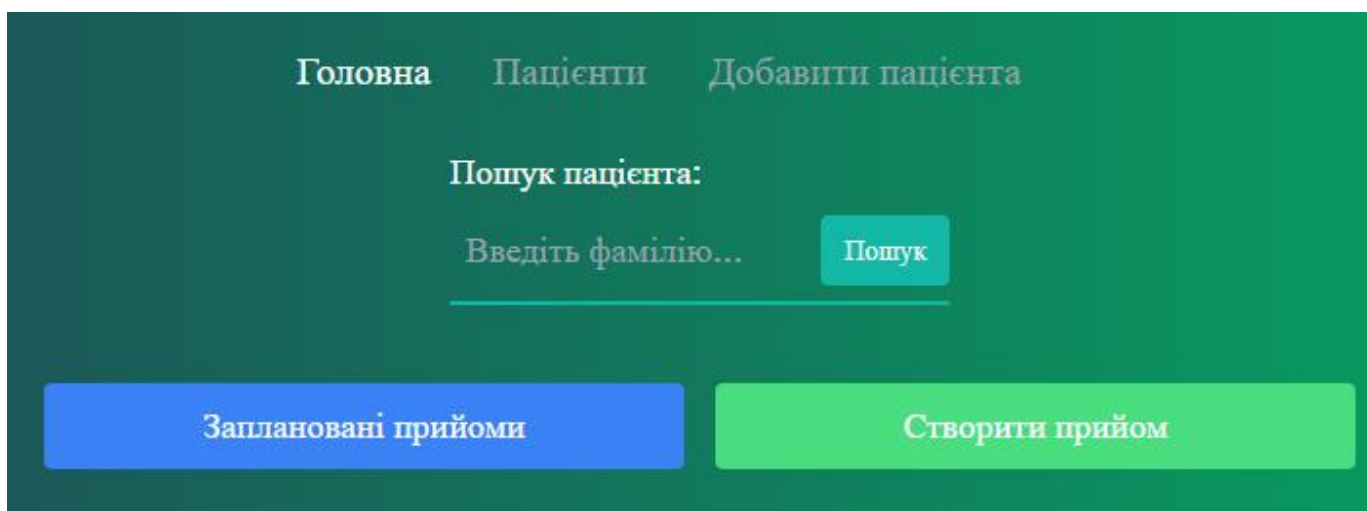 Головна Пацієнти Добавити пацієнта
Пошук пацієнта:
Введіть фамілію... Пошук
Заплановані прийоми Створити прийом